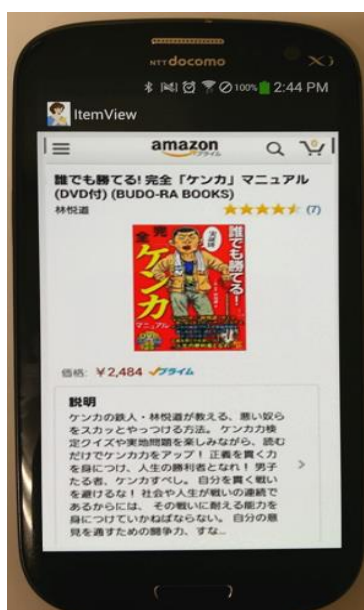 NTT docomo
100% 2:44 PM
ItemView
amazon
プライム
0
誰でも勝てる! 完全「ケンカ」マニュアル
(DVD付) (BUDO-RA BOOKS)
林悦道
(7)
誰でも勝てる!
完全
ケンカ
マニュアル
価格: ¥2,484 プライム
説明
ケンカの鉄人・林悦道が教える、悪い奴ら
をスカッとやっつける方法。 ケンカ力検
定クイズや実地問題を楽しみながら、読む
だけでケンカ力をアップ！ 正義を貫く力
を身につけ、人生の勝利者となれ！ 男子
たる者、ケンカすべし。 自分を貫く戦い
を避けるな！ 社会や人生が戦いの連続で
あるからには、 その戦いに耐える能力を
身につけていかねばならない。 自分の意
見を通すための闘争力、すな...